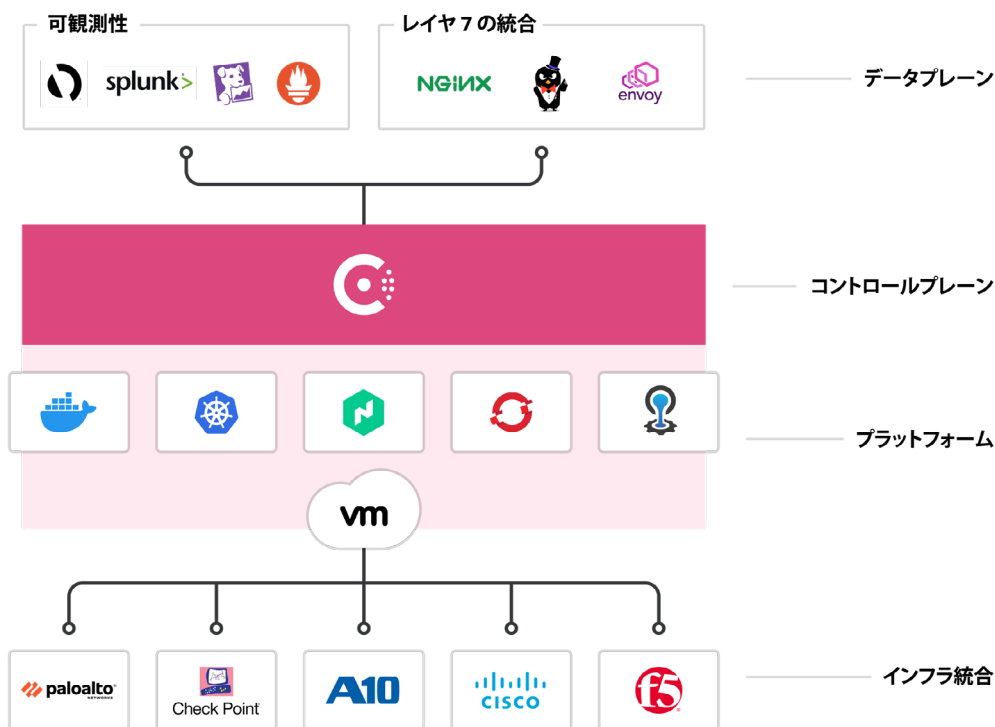 可観測性
レイヤ7の統合
splunk>
NGINX
envoy
データプレーン
コントロールプレーン
プラットフォーム
vm
paloalto®
NETWORKS
Check Point
A10
CISCO
f5
インフラ統合